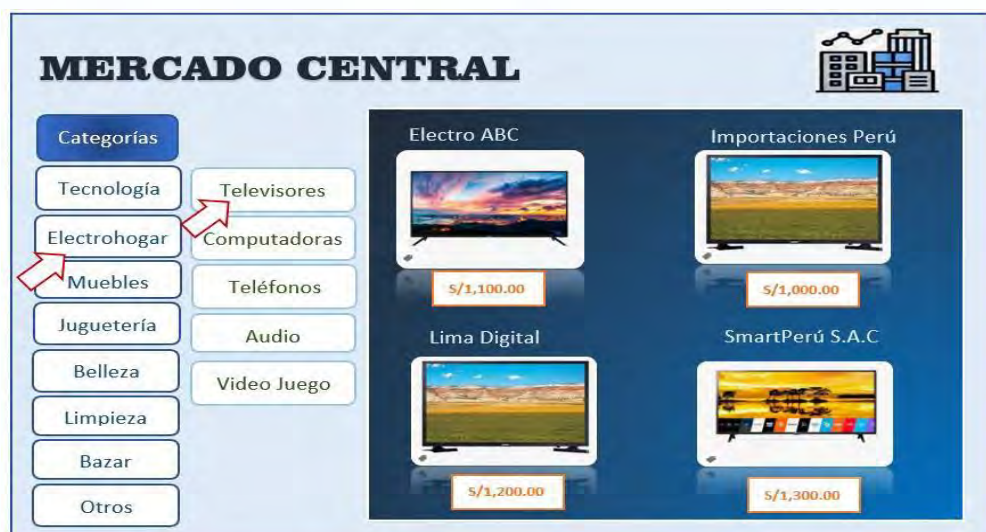 MERCADO CENTRAL
Categorías
Tecnología
Electrohogar
Muebles
Juguetería
Belleza
Limpieza
Bazar
Otros
Televisores
Computadoras
Teléfonos
Audio
Video Juego
Electro ABC
Importaciones Perú
S/1,100.00
S/1,000.00
Lima Digital
SmartPerú S.A.C
S/1,200.00
S/1,300.00